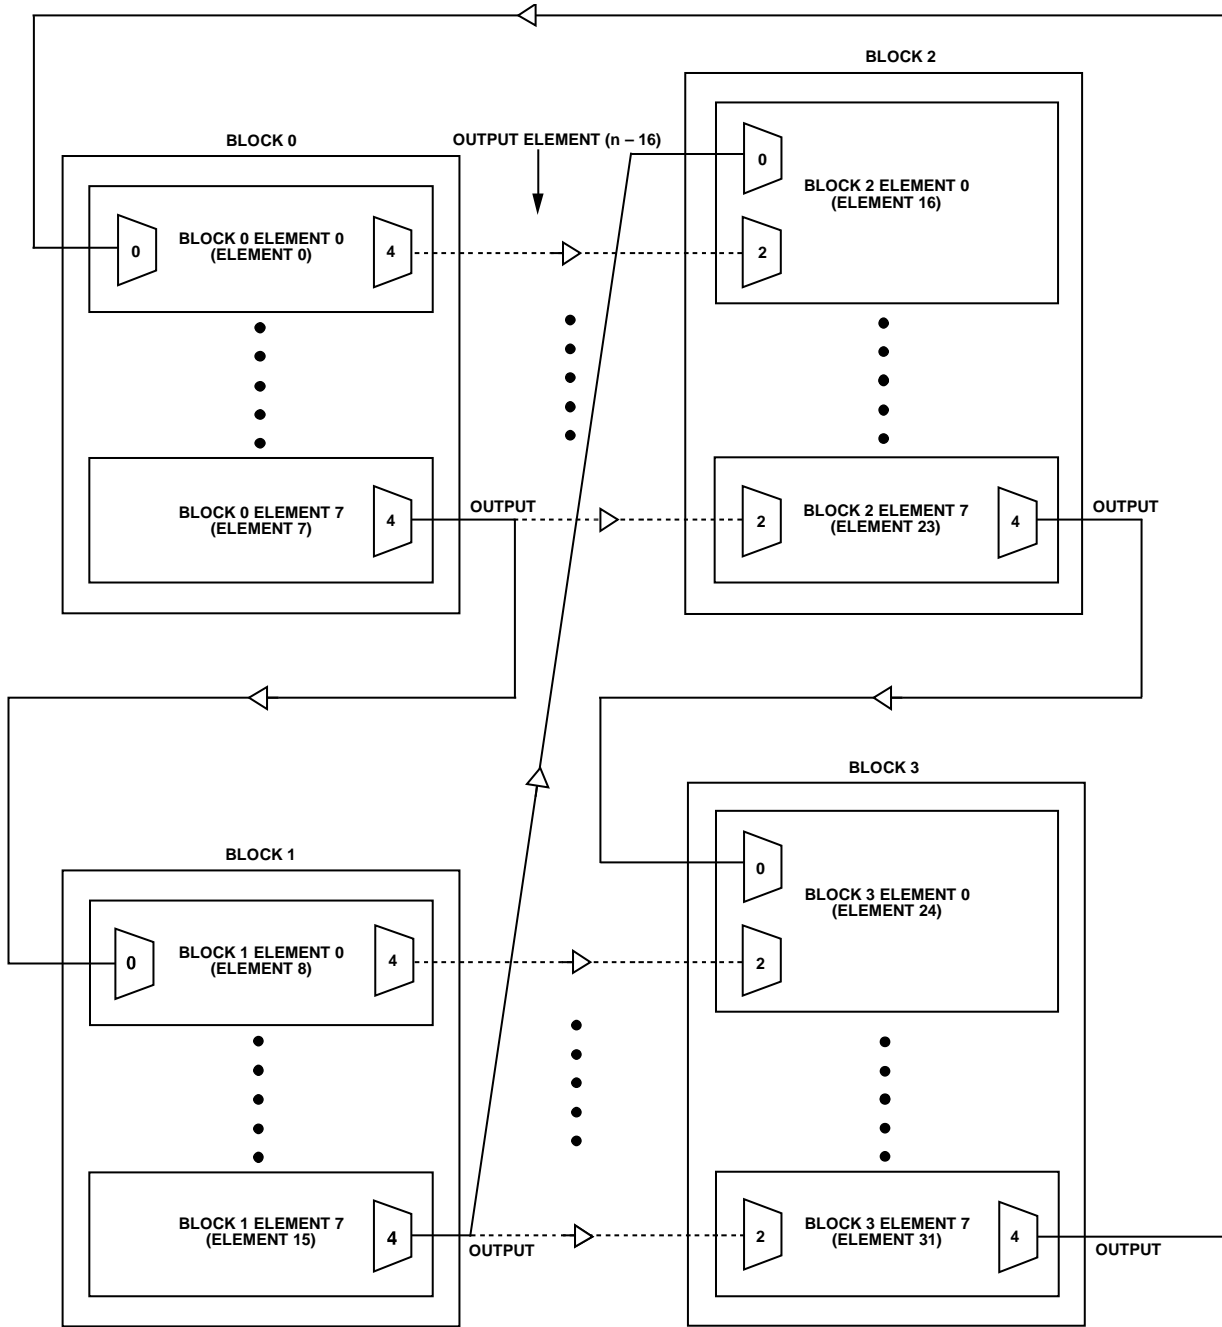 BLOCK 2
BLOCK 0
OUTPUT ELEMENT (n – 16)
0
BLOCK 2 ELEMENT 0
(ELEMENT 16)
0
BLOCK 0 ELEMENT 0
(ELEMENT 0)
4
2
BLOCK 0 ELEMENT 7
(ELEMENT 7)
4
OUTPUT
2
BLOCK 2 ELEMENT 7
(ELEMENT 23)
4
OUTPUT
BLOCK 3
BLOCK 1
0
BLOCK 3 ELEMENT 0
(ELEMENT 24)
0
BLOCK 1 ELEMENT 0
(ELEMENT 8)
4
2
BLOCK 1 ELEMENT 7
(ELEMENT 15)
4
OUTPUT
2
BLOCK 3 ELEMENT 7
(ELEMENT 31)
4
OUTPUT